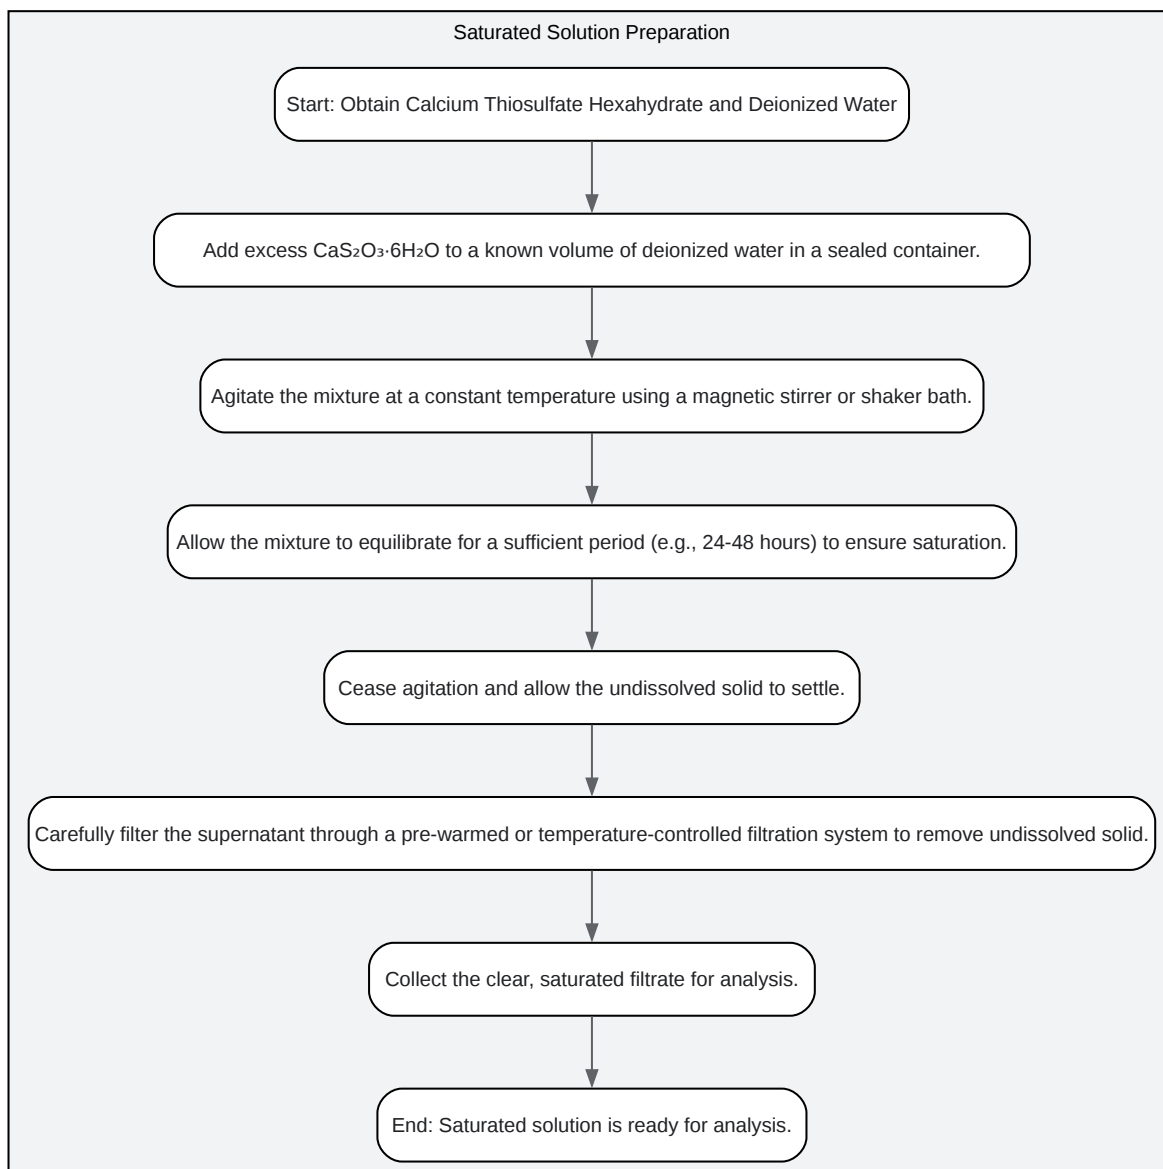 Saturated Solution Preparation
Start: Obtain Calcium Thiosulfate Hexahydrate and Deionized Water
Add excess CaS₂O₃·6H₂O to a known volume of deionized water in a sealed container.
Agitate the mixture at a constant temperature using a magnetic stirrer or shaker bath.
Allow the mixture to equilibrate for a sufficient period (e.g., 24-48 hours) to ensure saturation.
Cease agitation and allow the undissolved solid to settle.
Carefully filter the supernatant through a pre-warmed or temperature-controlled filtration system to remove undissolved solid.
Collect the clear, saturated filtrate for analysis.
End: Saturated solution is ready for analysis.